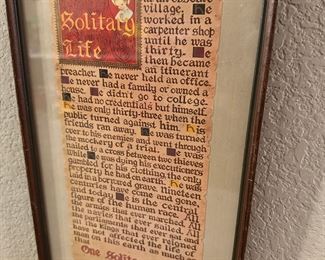 Solitary
Life
in an obscure
village. He
worked in a
carpenter shop
until he was
thirty. He
then became
an itinerant
preacher. He never held an office.
He never had a family or owned a
house. He didn't go to college.
He had no credentials but himself.
He was only thirty-three when the
public turned against him. His
friends ran away. He was turned
over to his enemies and went through
the mockery of a trial. He was
nailed to a cross between two thieves
While he was dying his executioners
gambled for his clothing, the only
property he had on earth. He was
laid in a borrowed grave. Nineteen
centuries have come and gone,
and today He is the central
figure of the human race. All
the armies that ever marched, All
the navies that ever sailed, All
the parliaments that ever sat and
All the Kings that ever reigned
have not affected the life of
man on this earth as much as
One